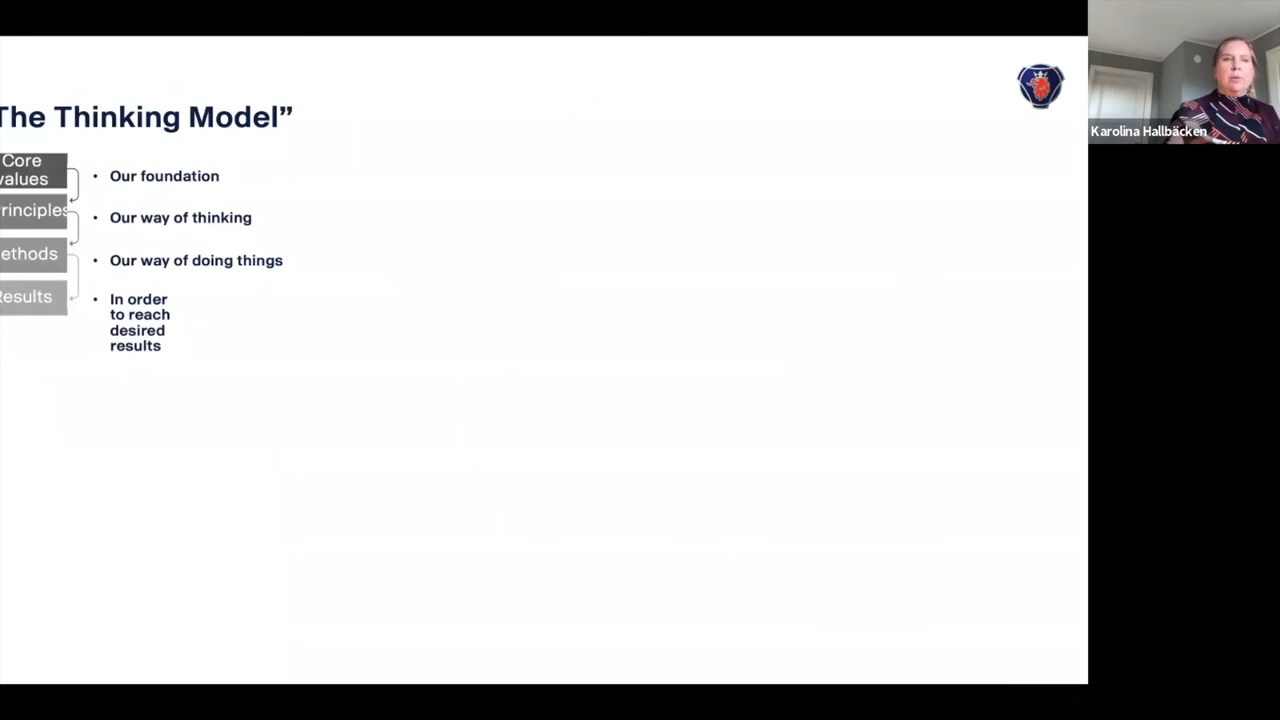 The Thinking Model”
Core
values
rinciples
ethods
Results
• Our foundation
• Our way of thinking
• Our way of doing things
• In order
to reach
desired
results
Karolina Hallbäcken